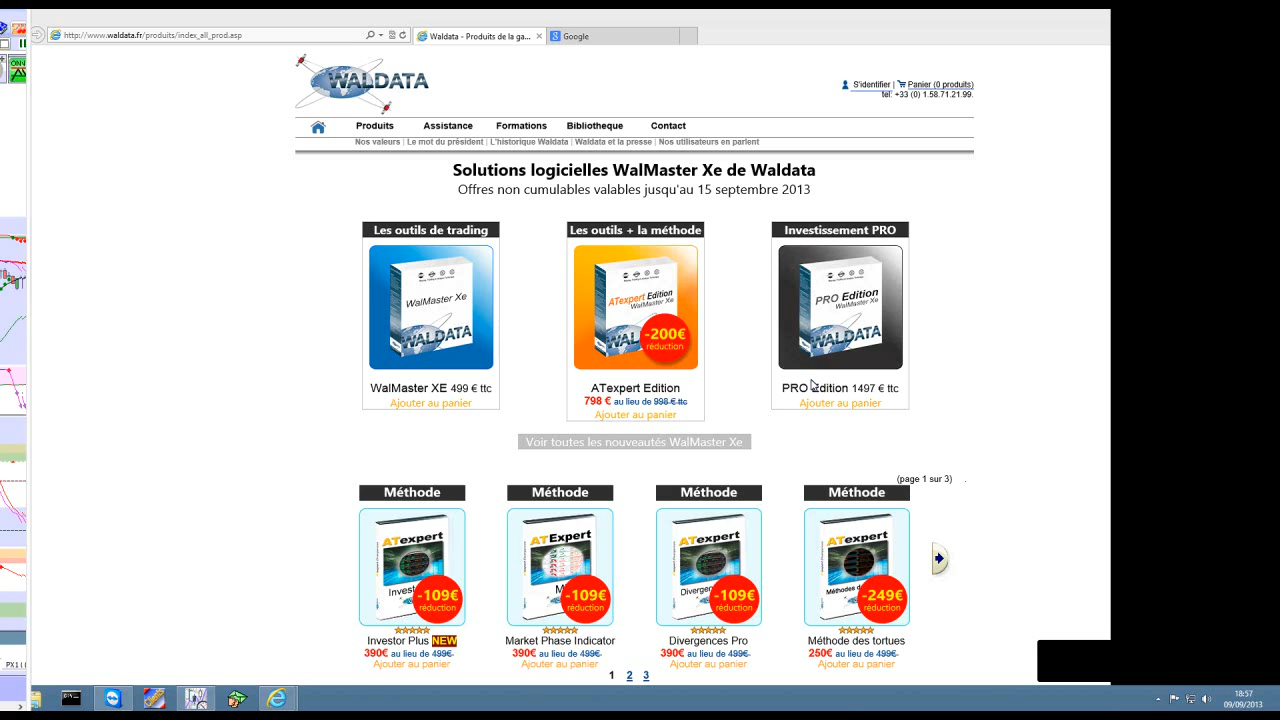 http://www.waldata.fr/produits/index_all_prod.asp
Waldata - Produits de la ga...
Google
WALDATA
S'identifier | Panier (0 produits)
tel: +33 (0) 1.58.71.21.99.
Produits Assistance Formations Bibliotheque Contact
Nos valeurs | Le mot du président | L'historique Waldata | Waldata et la presse | Nos utilisateurs en parlent
Solutions logicielles WalMaster Xe de Waldata
Offres non cumulables valables jusqu'au 15 septembre 2013
Les outils de trading
Les outils + la méthode
Investissement PRO
WalMaster Xe
WALDATA
ATexpert Edition
WalMaster Xe
WALDATA
-200€
réduction
PRO Edition
WalMaster Xe
WALDATA
WalMaster XE 499 € ttc
Ajouter au panier
ATexpert Edition
798 € au lieu de 998 € ttc
Ajouter au panier
PRO Edition 1497 € ttc
Ajouter au panier
Voir toutes les nouveautés WalMaster Xe
(page 1 sur 3) .
Méthode
Méthode
Méthode
Méthode
ATexpert
-109€
réduction
ATExpert
-109€
réduction
ATexpert
-109€
réduction
ATexpert
-249€
réduction
Investor Plus NEW
390€ au lieu de 499€
Ajouter au panier
Market Phase Indicator
390€ au lieu de 499€
Ajouter au panier
Divergences Pro
390€ au lieu de 499€
Ajouter au panier
Méthode des tortues
250€ au lieu de 499€
Ajouter au panier
1 2 3
18:57
09/09/2013